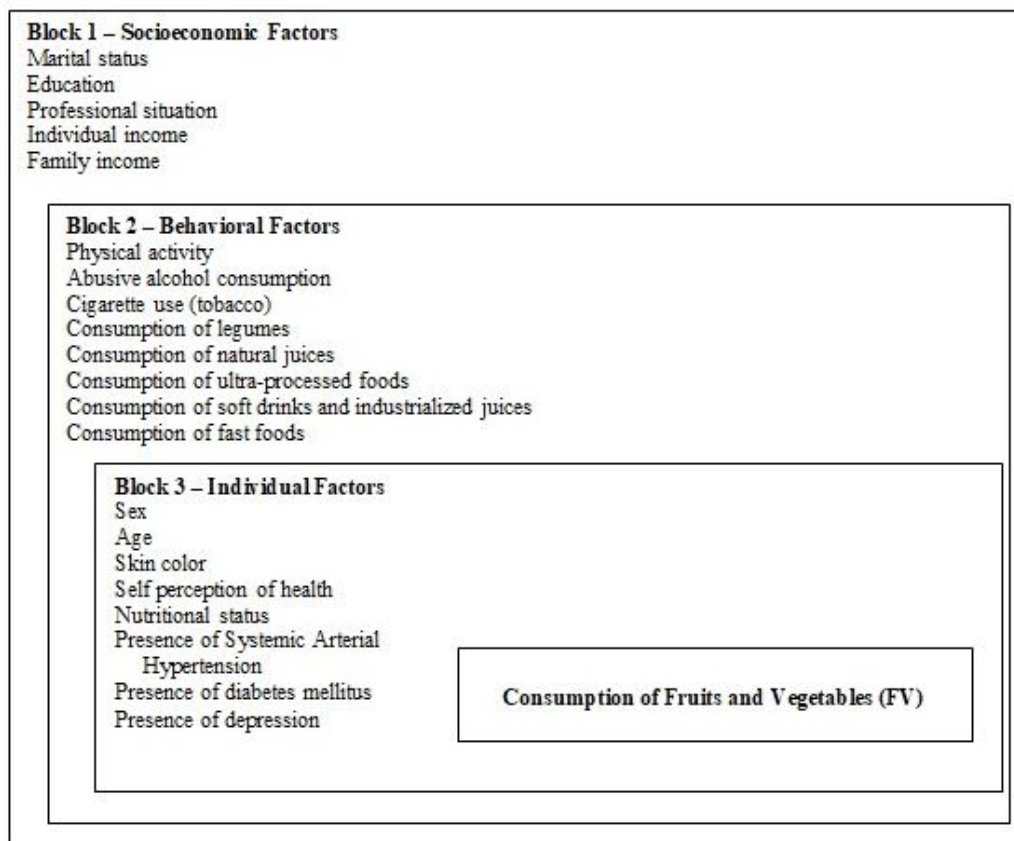 Block 1 – Socioeconomic Factors
Marital status
Education
Professional situation
Individual income
Family income
Block 2 – Behavioral Factors
Physical activity
Abusive alcohol consumption
Cigarette use (tobacco)
Consumption of legumes
Consumption of natural juices
Consumption of ultra-processed foods
Consumption of soft drinks and industrialized juices
Consumption of fast foods
Block 3 – Individual Factors
Sex
Age
Skin color
Self perception of health
Nutritional status
Presence of Systemic Arterial
Hypertension
Presence of diabetes mellitus
Presence of depression
Consumption of Fruits and Vegetables (FV)